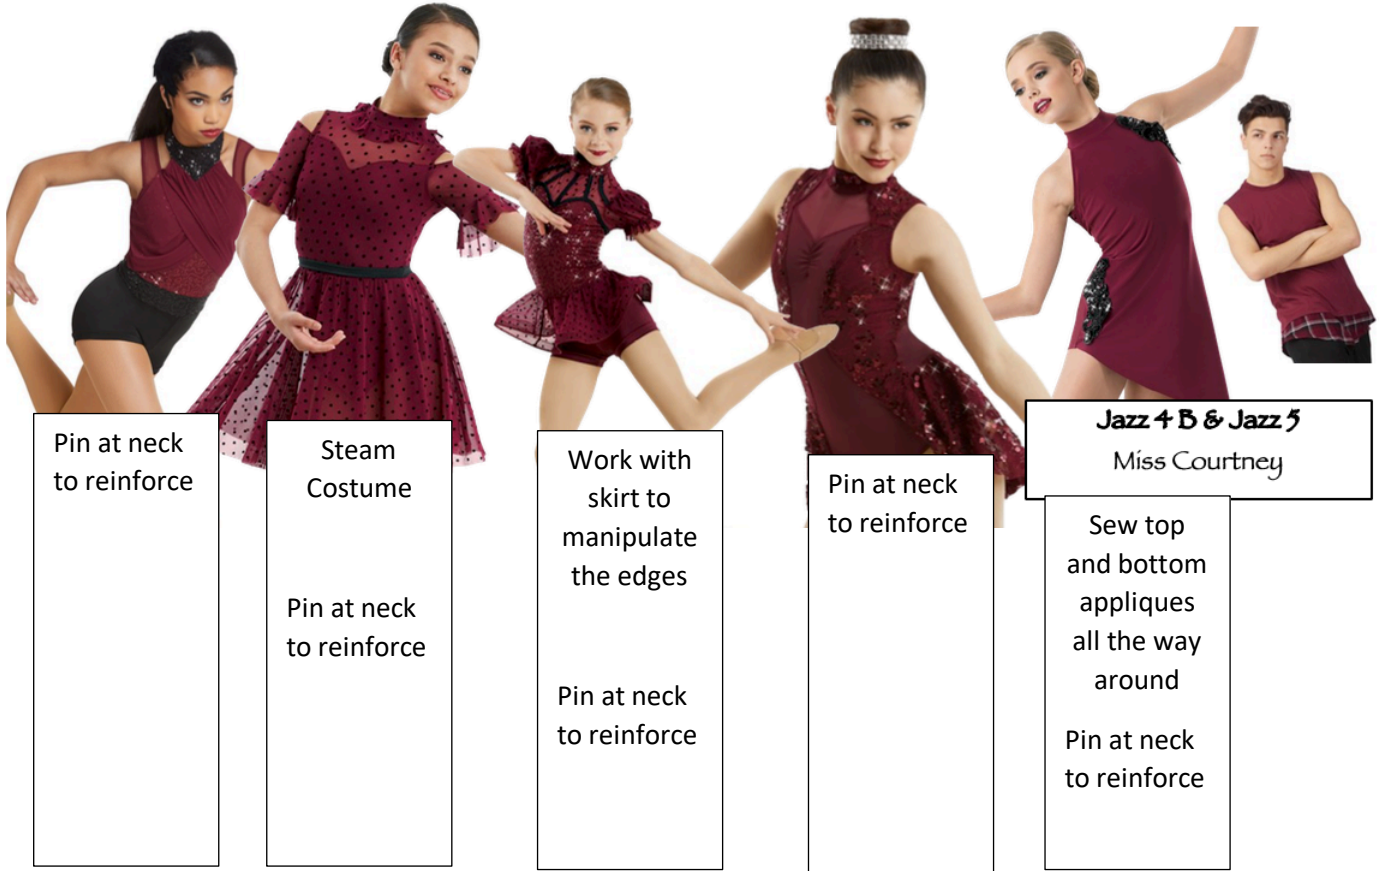 Pin at neck
to reinforce
Steam
Costume
Pin at neck
to reinforce
Work with
skirt to
manipulate
the edges
Pin at neck
to reinforce
Pin at neck
to reinforce
Jazz 4 B & Jazz 5
Miss Courtney
Sew top
and bottom
appliques
all the way
around
Pin at neck
to reinforce